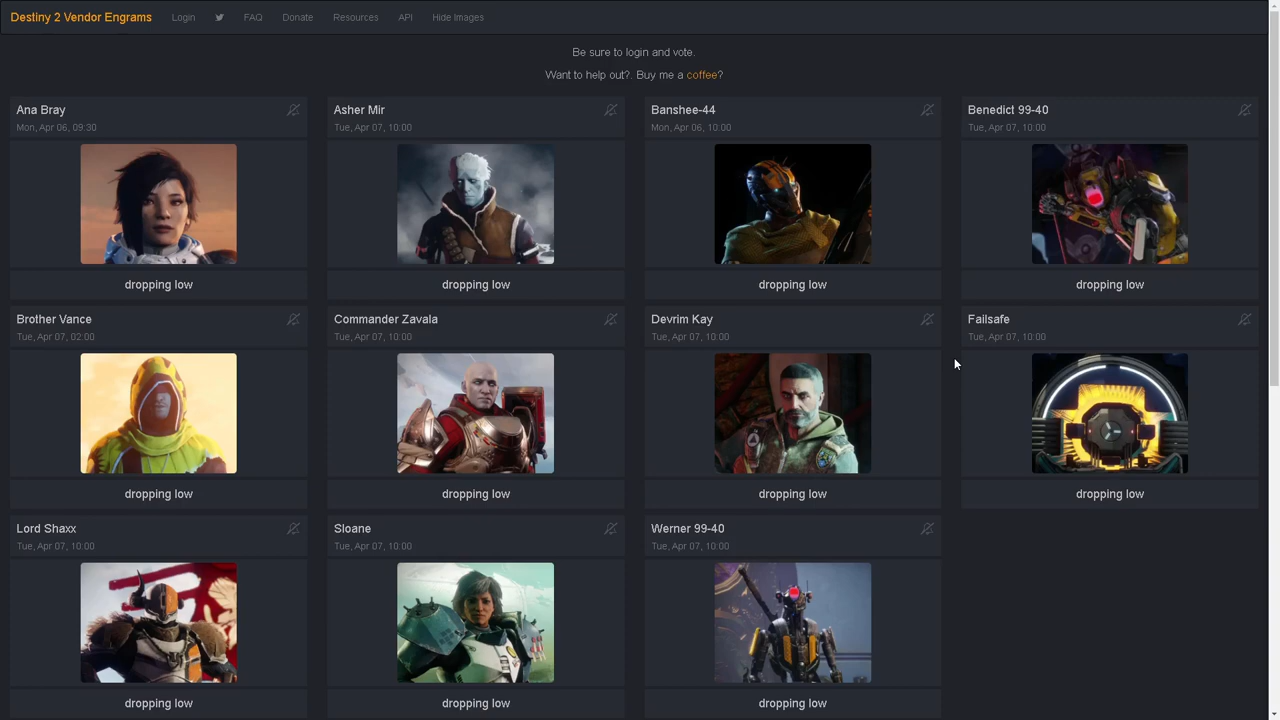 Destiny 2 Vendor Engrams Login FAQ Donate Resources API Hide Images
Be sure to login and vote.
Want to help out?. Buy me a coffee?
Ana Bray
Mon, Apr 06, 09:30
dropping low
Asher Mir
Tue, Apr 07, 10:00
dropping low
Banshee-44
Mon, Apr 06, 10:00
dropping low
Benedict 99-40
Tue, Apr 07, 10:00
dropping low
Brother Vance
Tue, Apr 07, 02:00
dropping low
Commander Zavala
Tue, Apr 07, 10:00
dropping low
Devrim Kay
Tue, Apr 07, 10:00
dropping low
Failsafe
Tue, Apr 07, 10:00
dropping low
Lord Shaxx
Tue, Apr 07, 10:00
dropping low
Sloane
Tue, Apr 07, 10:00
dropping low
Werner 99-40
Tue, Apr 07, 10:00
dropping low